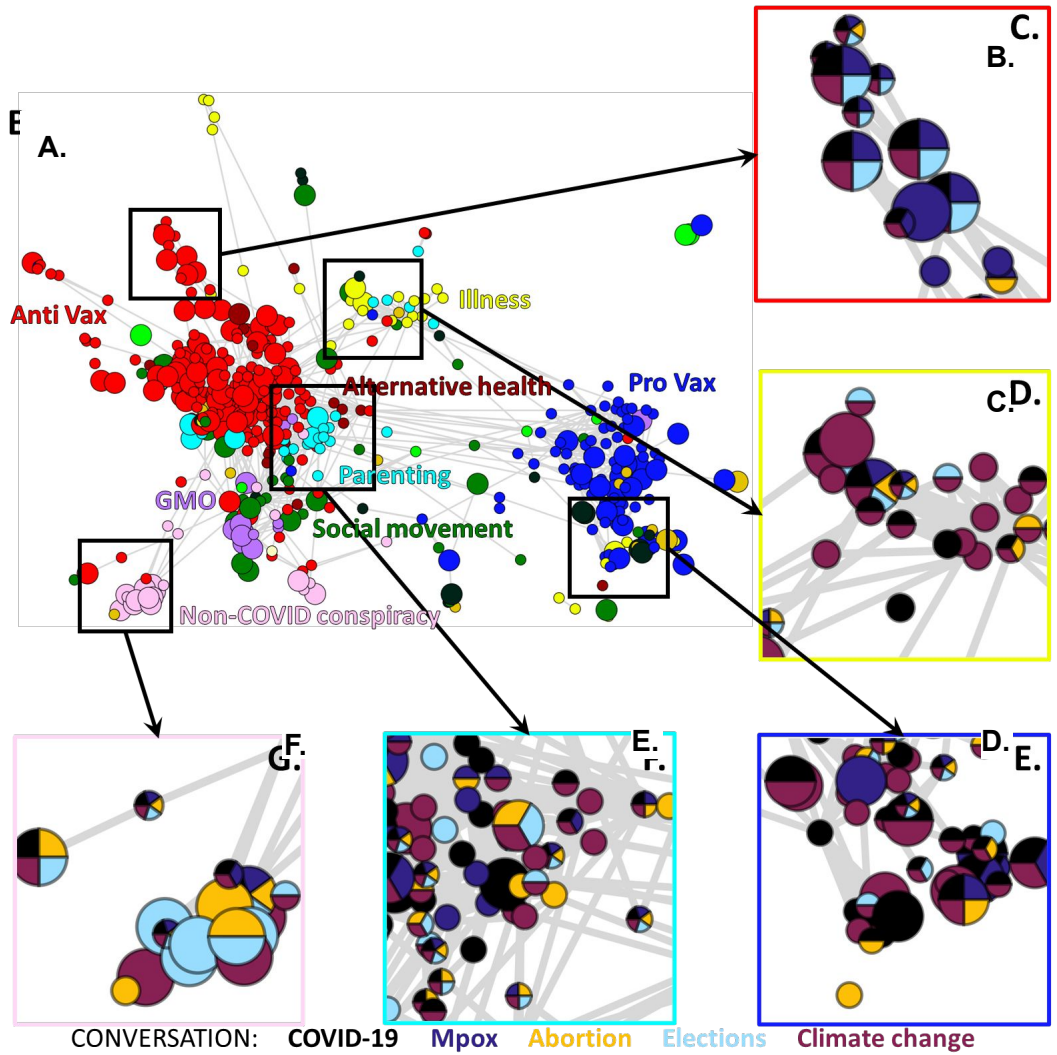 C.
B.
E
A.
Illness
Anti Vax
Alternative health
Pro Vax
C.D.
Parenting
GMO
Social movement
Non-COVID conspiracy
F.
G.
E.
F.
D.
E.
CONVERSATION: COVID-19 Mpox Abortion Elections Climate change